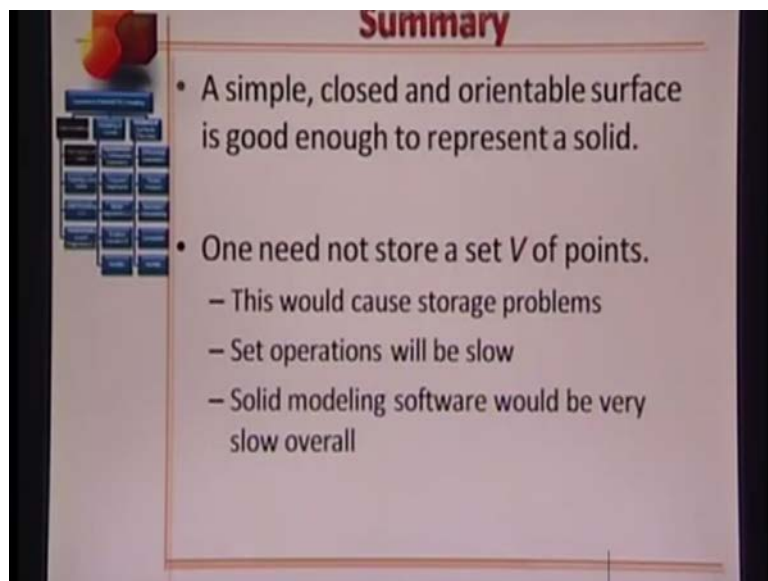 Summary
• A simple, closed and orientable surface
is good enough to represent a solid.
• One need not store a set V of points.
– This would cause storage problems
– Set operations will be slow
– Solid modeling software would be very
slow overall